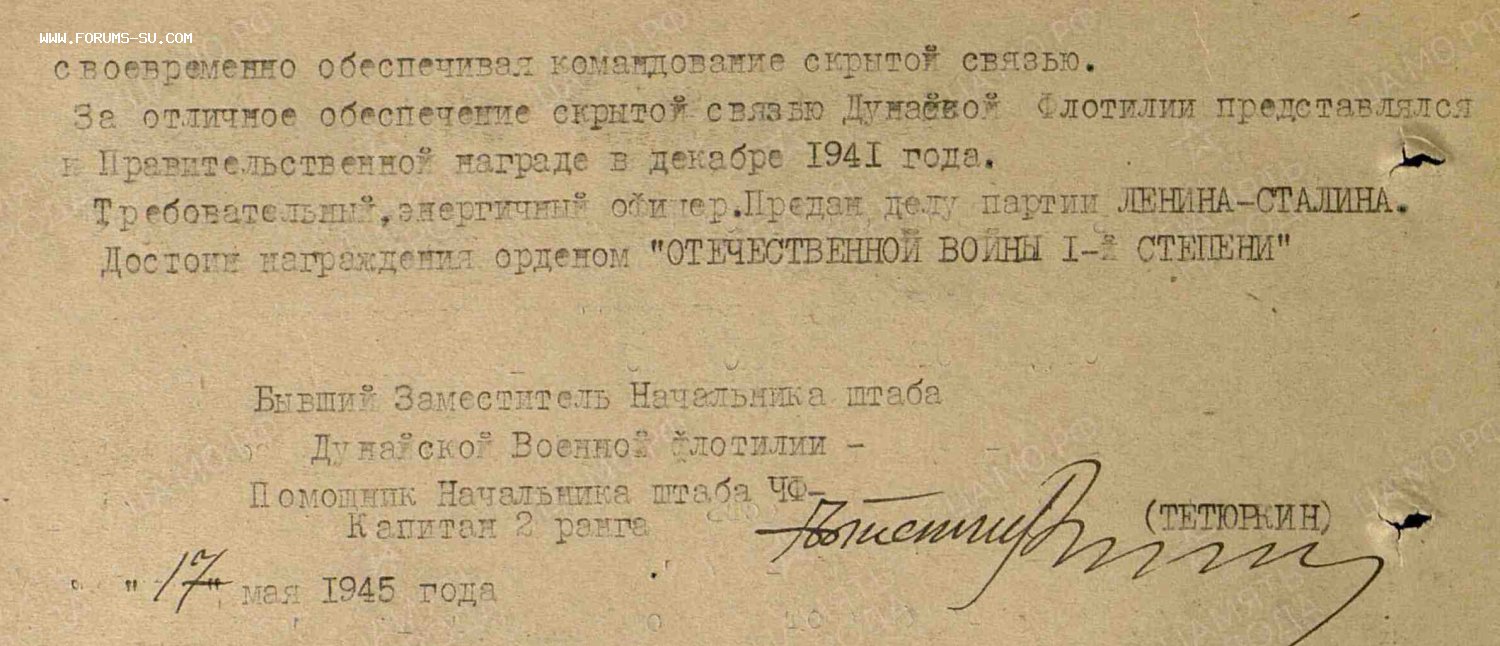 WWW.FORUMS-SU.COM
своевременно обеспечивая командование скрытой связью.
За отличное обеспечение скрытой связью Дунайской Флотилии представлялся
к Правительственной награде в декабре 1941 года.
Требовательный, энергичный офицер. Предан делу партии ЛЕНИНА-СТАЛИНА.
Достоин награждения орденом "ОТЕЧЕСТВЕННОЙ ВОЙНЫ I-й СТЕПЕНИ"
Бывший Заместитель Начальника штаба
Дунайской Военной Флотилии -
Помощник Начальника штаба ЧФ-
Капитан 2 ранга
(ТЕТЮРКИН)
"17" мая 1945 года